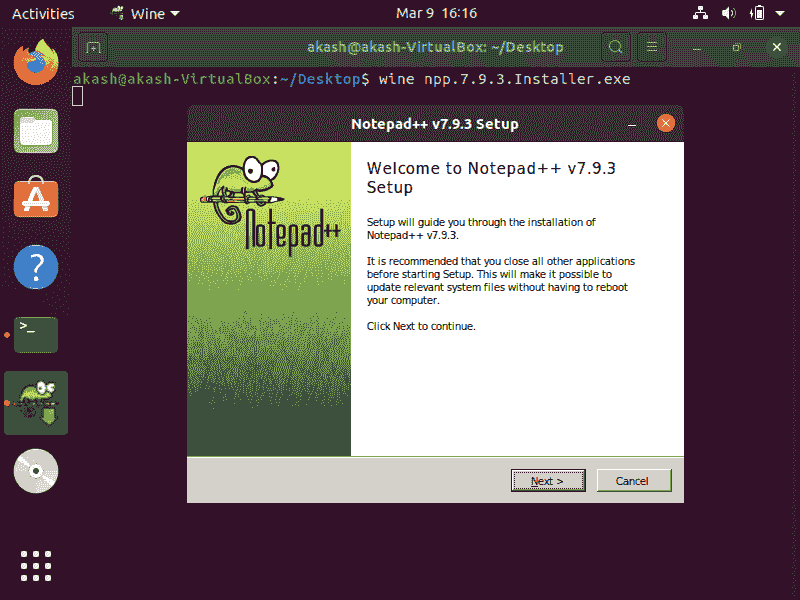 Activities
Wine
Mar 9 16:16
akash@akash-VirtualBox: ~/Desktop
akash@akash-VirtualBox:~/Desktop$ wine npp.7.9.3.Installer.exe
Notepad++ v7.9.3 Setup
Notepad++
Welcome to Notepad++ v7.9.3
Setup
Setup will guide you through the installation of
Notepad++ v7.9.3.
It is recommended that you close all other applications
before starting Setup. This will make it possible to
update relevant system files without having to reboot
your computer.
Click Next to continue.
Next >
Cancel